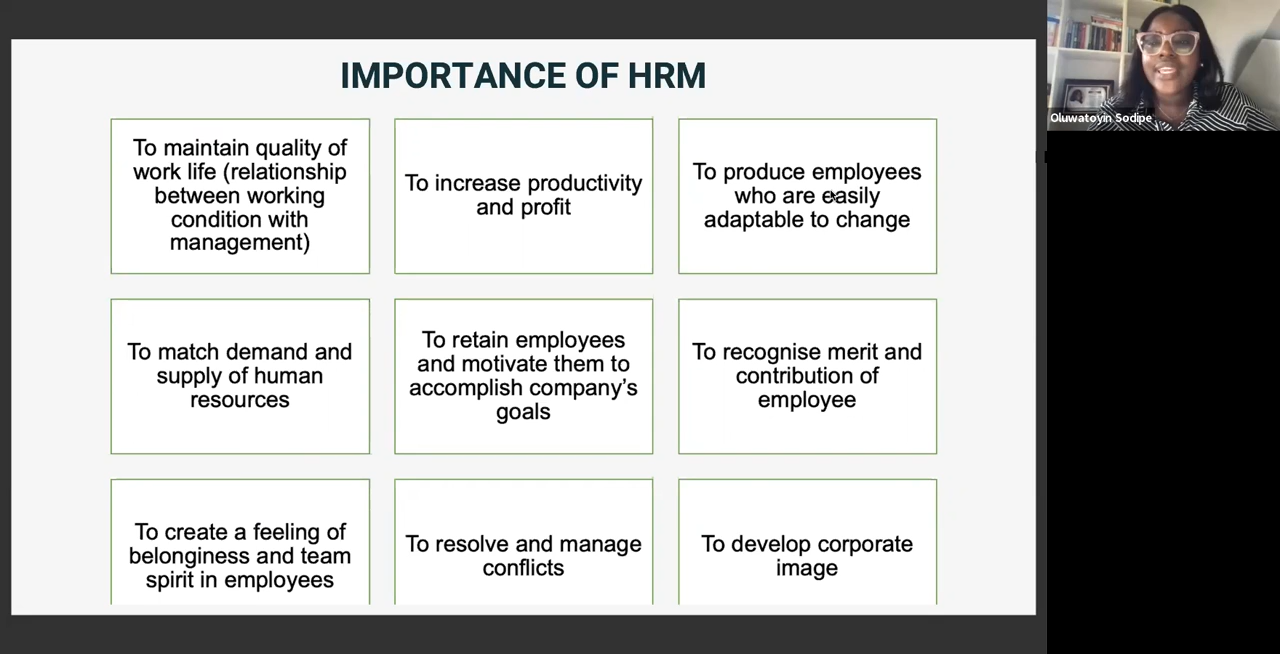 IMPORTANCE OF HRM
To maintain quality of
work life (relationship
between working
condition with
management)
To increase productivity
and profit
To produce employees
who are easily
adaptable to change
To match demand and
supply of human
resources
To retain employees
and motivate them to
accomplish company’s
goals
To recognise merit and
contribution of
employee
To create a feeling of
belonginess and team
spirit in employees
To resolve and manage
conflicts
To develop corporate
image
Oluwatoyin Sodipe